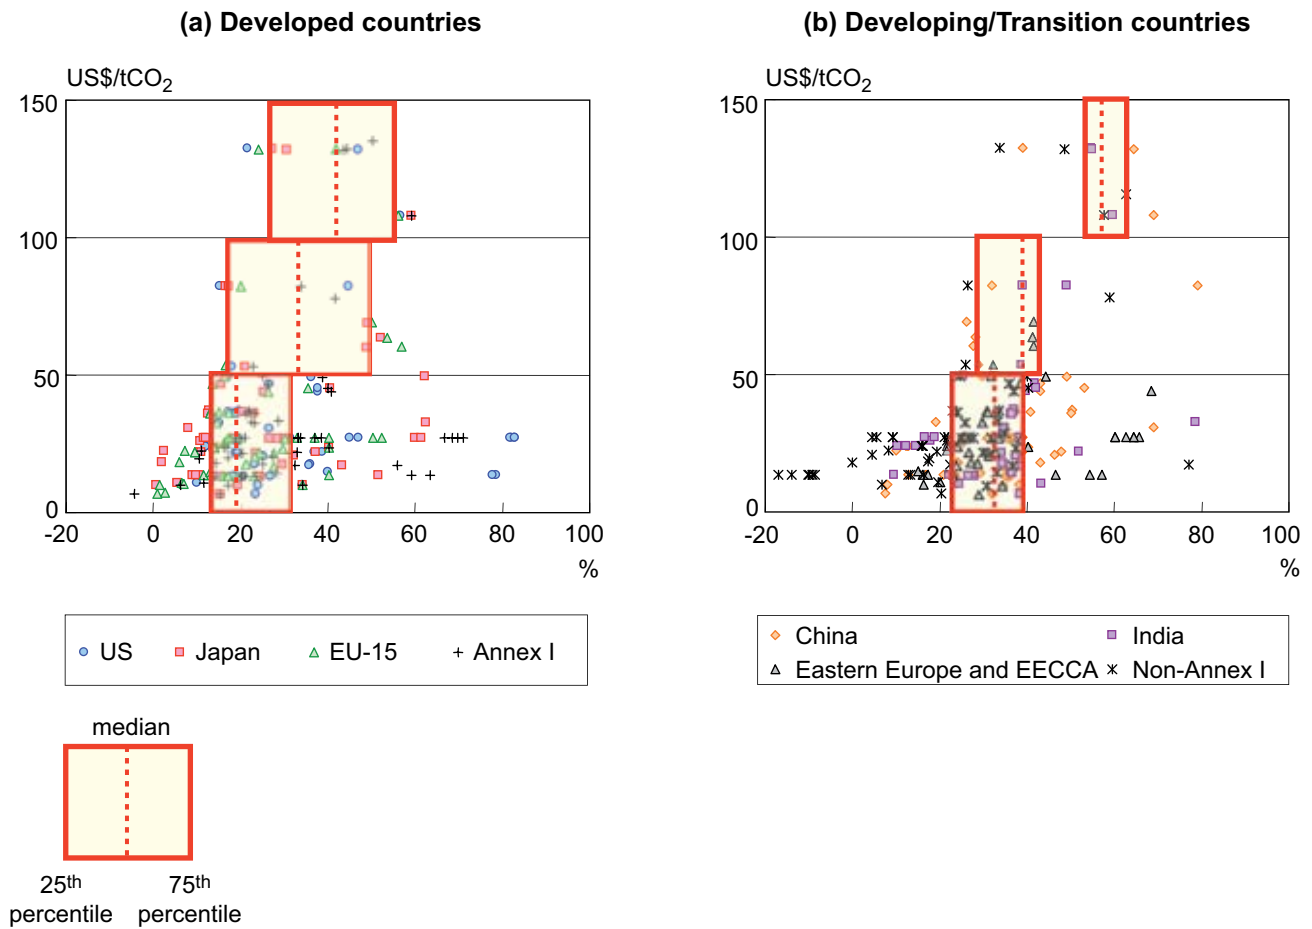 (a) Developed countries
US$/tCO2
150
100
50
0
-20 0 20 40 60 80 100
%
US Japan EU-15 Annex I
(b) Developing/Transition countries
US$/tCO2
150
100
50
0
-20 0 20 40 60 80 100
%
China India
Eastern Europe and EECCA Non-Annex I
median
25th 75th
percentile percentile